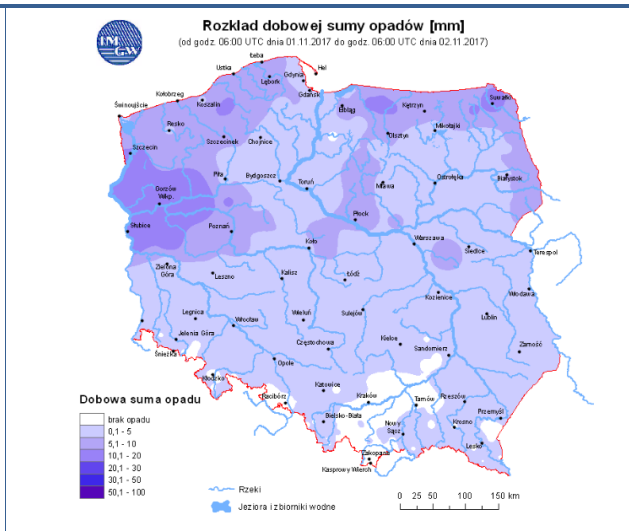 IMGW
Rozkład dobowej sumy opadów [mm]
(od godz. 06:00 UTC dnia 01.11.2017 do godz. 06:00 UTC dnia 02.11.2017)
Łeba
Ustka
Hel
Gdynia
Lębork
Gdańsk
Kołobrzeg
Koszalin
Świnoujście
Elbląg
Kętrzyn
Suwałki
Resko
Olsztyn
Mikołajki
Szczecinek
Chojnice
Szczecin
Piła
Bydgoszcz
Toruń
Mława
Ostrołęka
Białystok
Gorzów
Wlkp.
Płock
Słubice
Poznań
Koło
Warszawa
Siedlce
Terespol
Zielona
Góra
Leszno
Kalisz
Łódź
Kozienice
Włodawa
Legnica
Wrocław
Wieluń
Sulejów
Lublin
Jelenia Góra
Śnieżka
Częstochowa
Kielce
Sandomierz
Zamość
Opole
Kłodzko
Katowice
Racibórz
Kraków
Tarnów
Rzeszów
Przemyśl
Bielsko-Biała
Nowy
Sącz
Krosno
Lesko
Zakopane
Kasprowy Wierch
Dobowa suma opadu
brak opadu
0,1 - 5
5,1 - 10
10,1 - 20
20,1 - 30
30,1 - 50
50,1 - 100
Rzeki
Jeziora i zbiorniki wodne
0 25 50 100 150 km